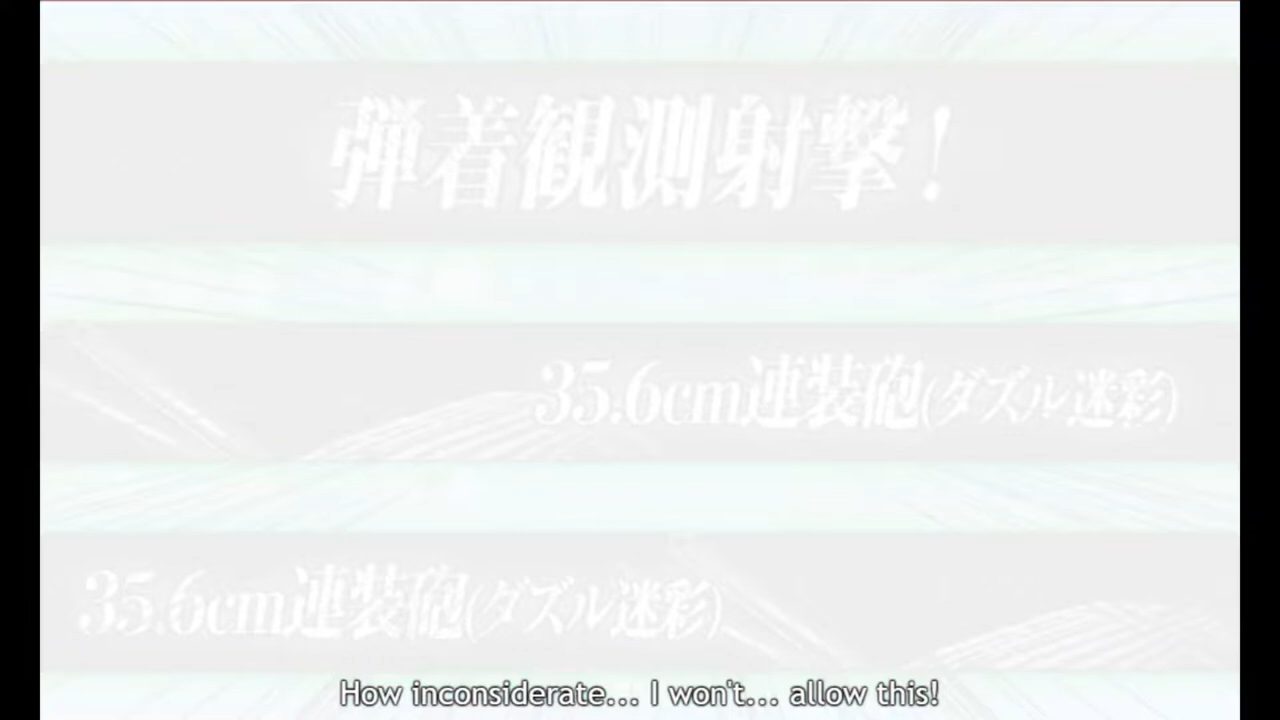 弾着観測射撃!
35.6cm連装砲(ダズル迷彩)
35.6cm連装砲(ダズル迷彩)
How inconsiderate... I won't... allow this!